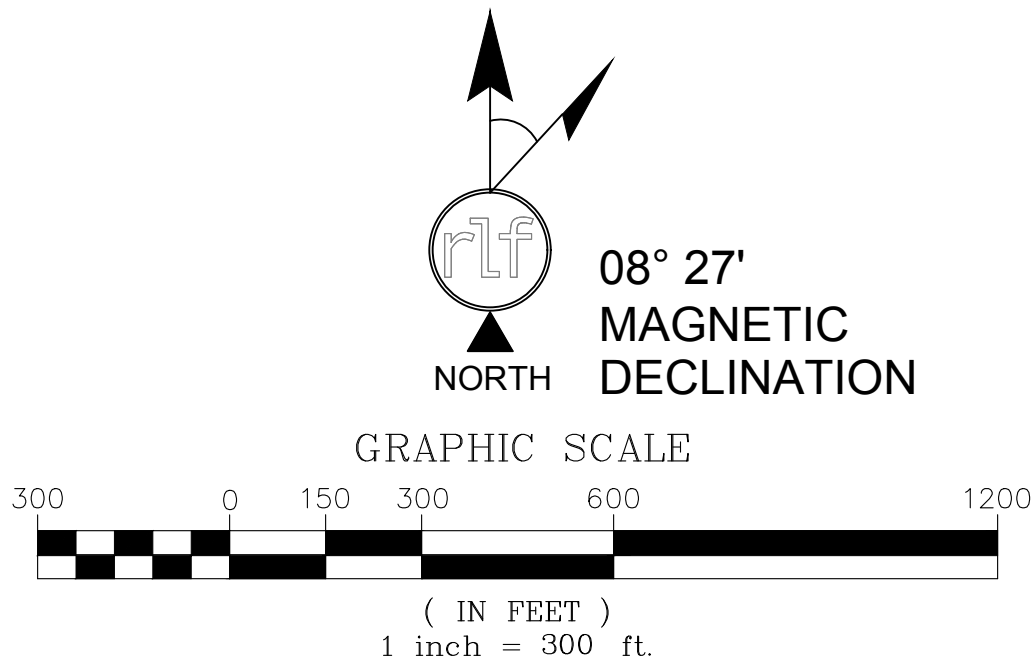 rlf
08° 27'
MAGNETIC
DECLINATION
NORTH
GRAPHIC SCALE
300 0 150 300 600 1200
( IN FEET )
1 inch = 300 ft.